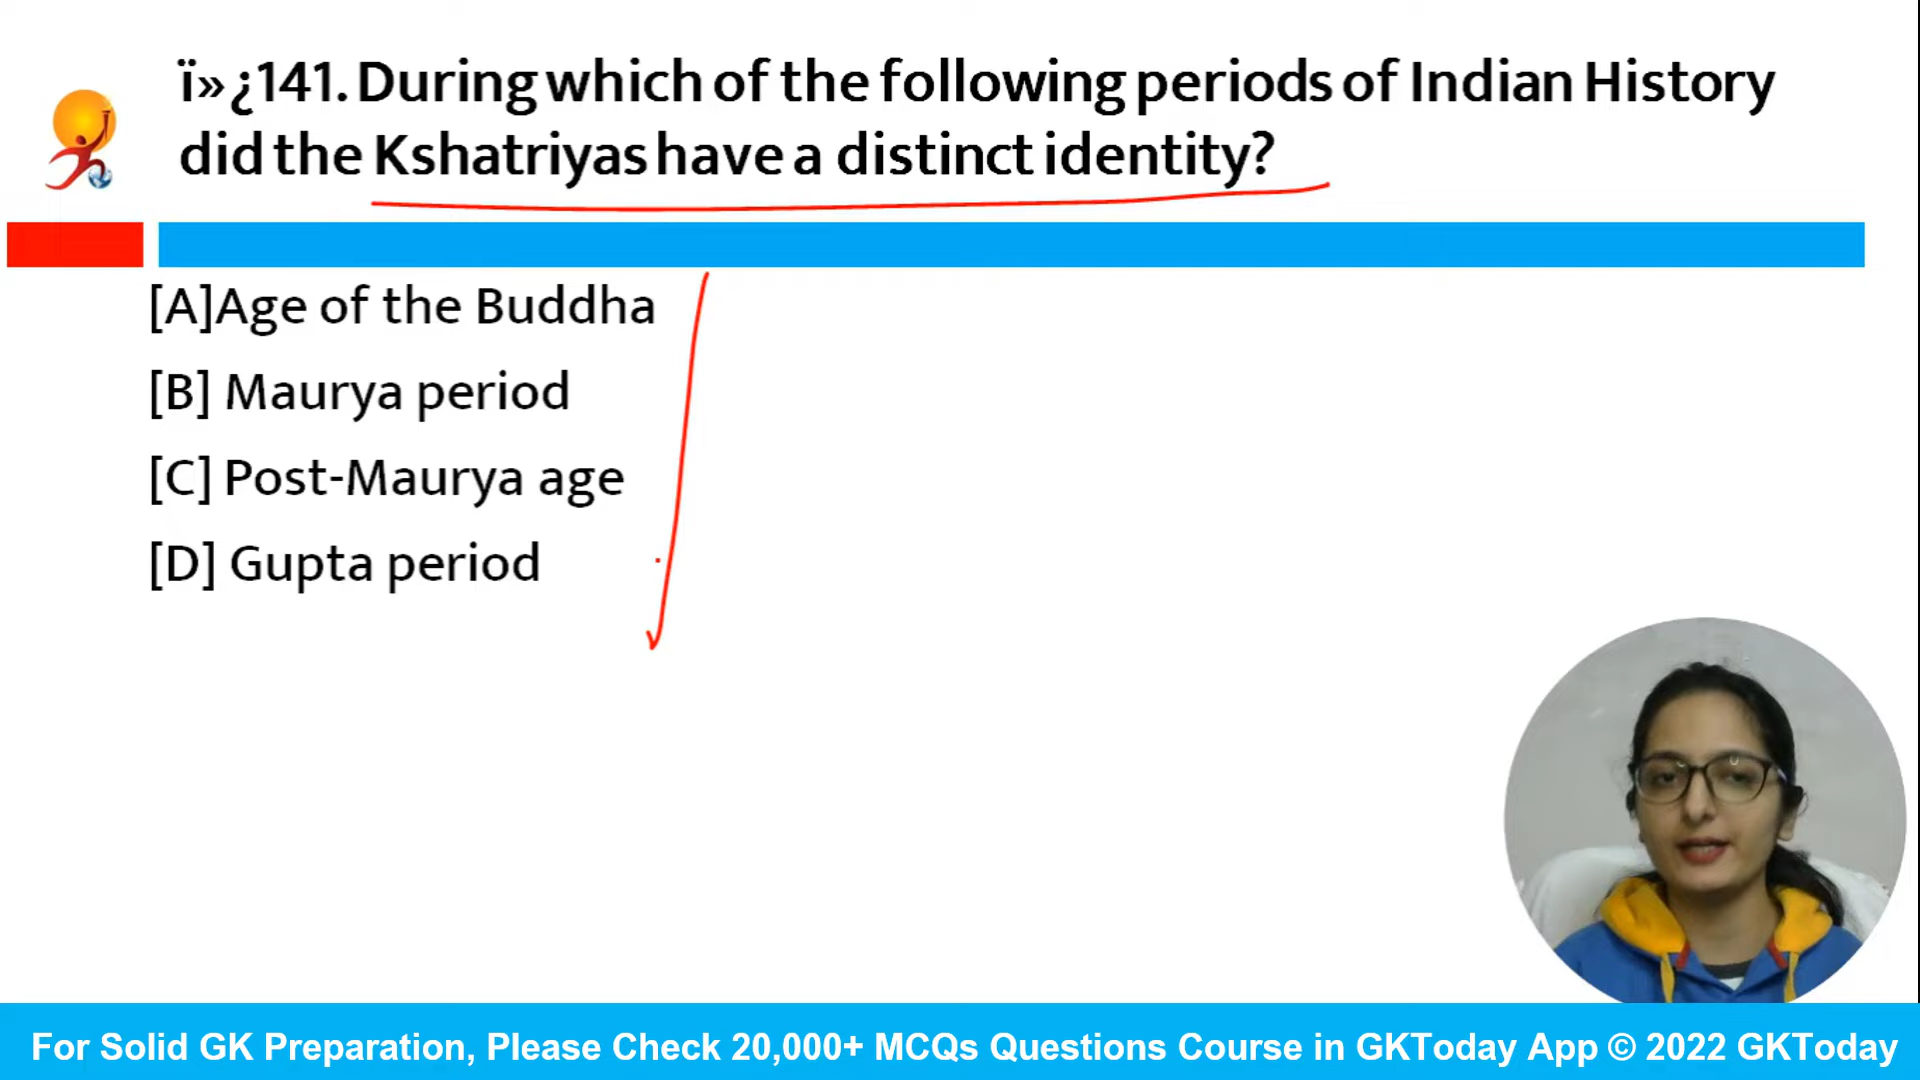 ï»¿141. During which of the following periods of Indian History
did the Kshatriyas have a distinct identity?
[A]Age of the Buddha
[B] Maurya period
[C] Post-Maurya age
[D] Gupta period
For Solid GK Preparation, Please Check 20,000+ MCQs Questions Course in GKToday App © 2022 GKToday